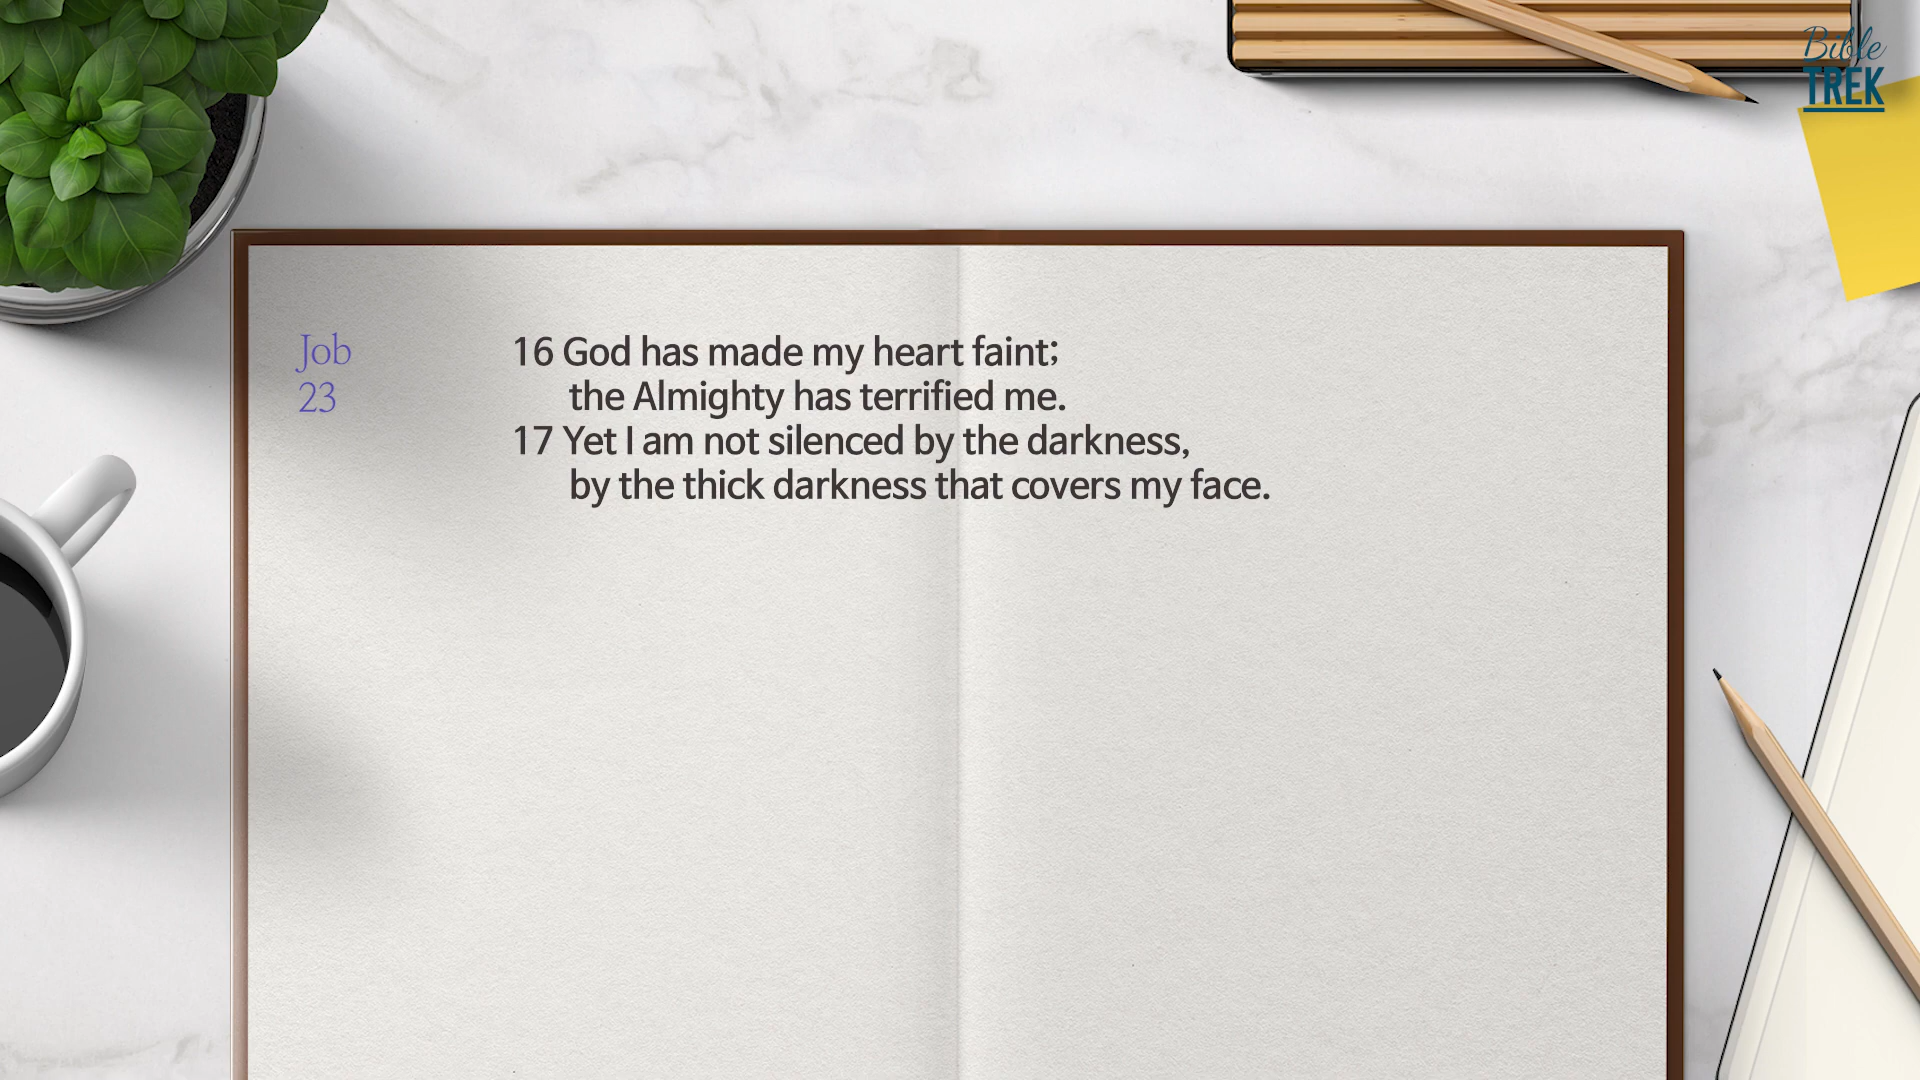 Bible
TREK
Job
23
16 God has made my heart faint;
the Almighty has terrified me.
17 Yet I am not silenced by the darkness,
by the thick darkness that covers my face.